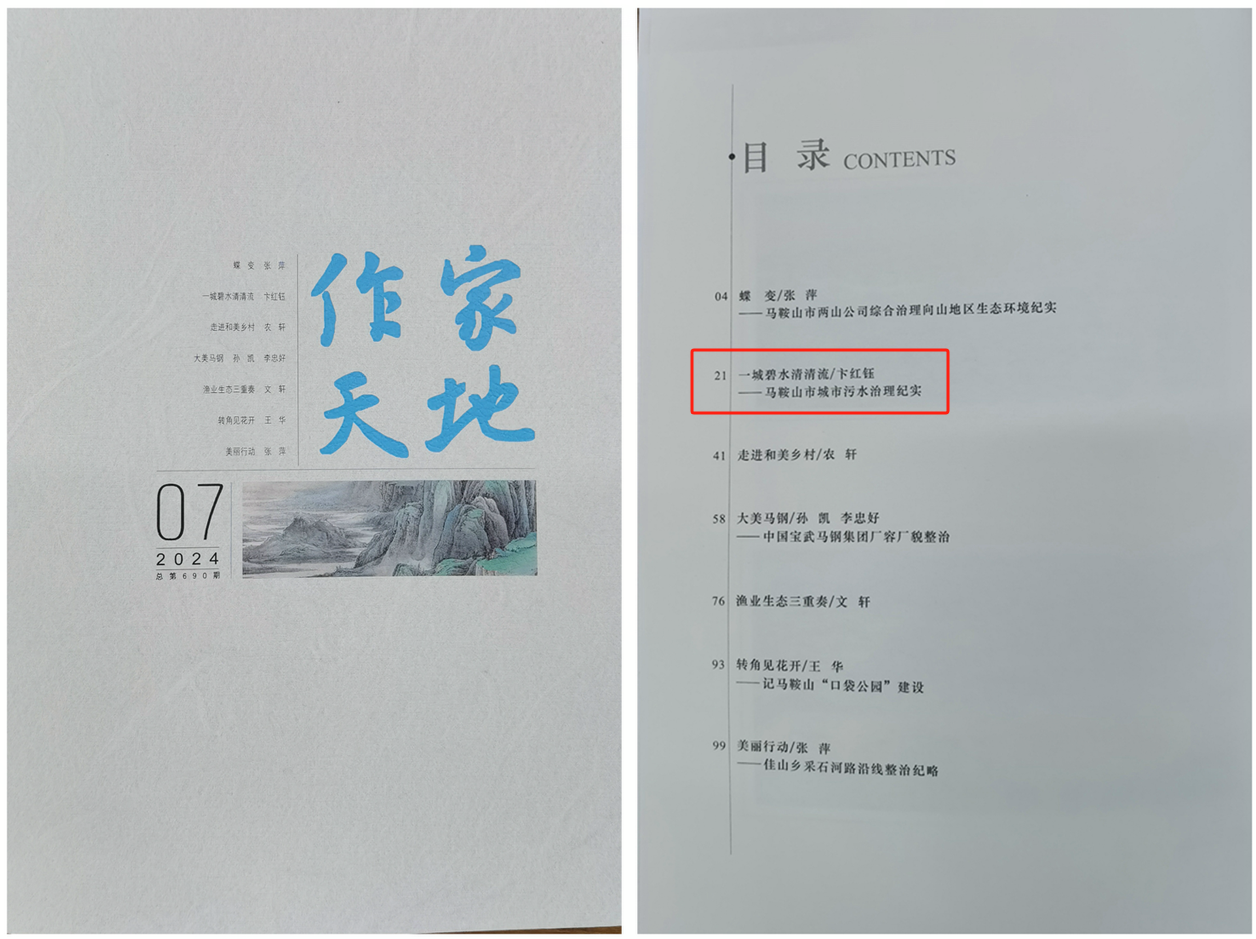 蝶 变 张 萍
一城碧水清清流 卞红钰
走进和美乡村 农 轩
大美马钢 孙 凯 李忠好
渔业生态三重奏 文 轩
转角见花开 王 华
美丽行动 张 萍
作家
天地
07
2024
总第690期
目 录 CONTENTS
04 蝶 变/张 萍
——马鞍山市两山公司综合治理向山地区生态环境纪实
21 一城碧水清清流/卞红钰
——马鞍山市城市污水治理纪实
41 走进和美乡村/农 轩
58 大美马钢/孙 凯 李忠好
——中国宝武马钢集团厂容厂貌整治
76 渔业生态三重奏/文 轩
93 转角见花开/王 华
——记马鞍山“口袋公园”建设
99 美丽行动/张 萍
——佳山乡采石河路沿线整治纪略